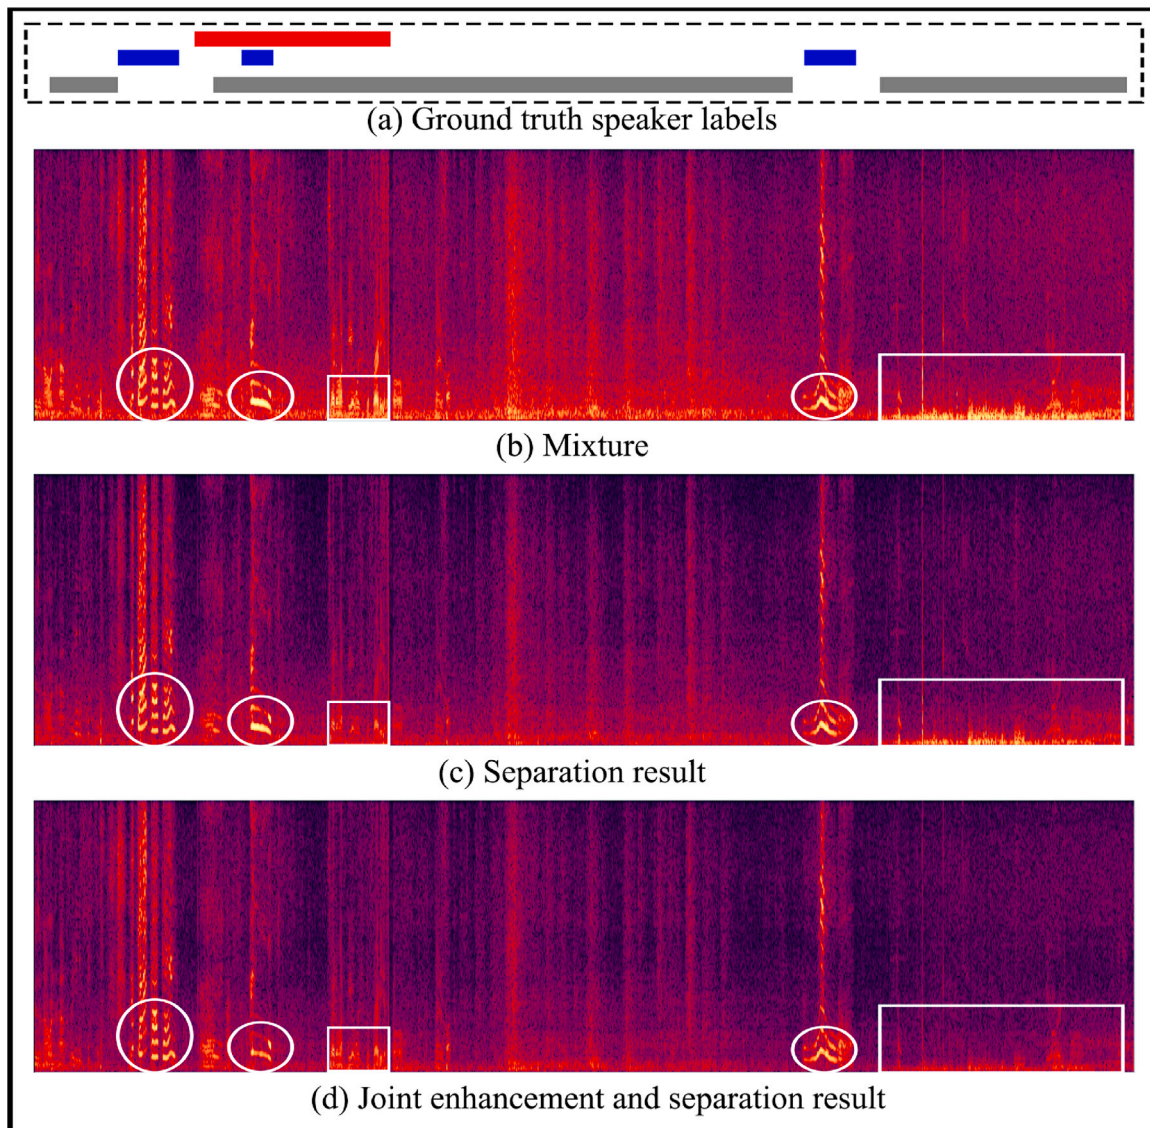 (a) Ground truth speaker labels
(b) Mixture
(c) Separation result
(d) Joint enhancement and separation result